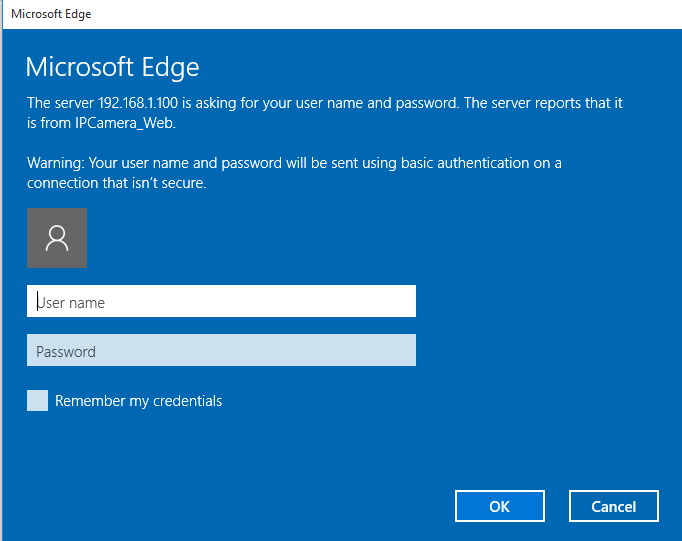 Microsoft Edge
Microsoft Edge
The server 192.168.1.100 is asking for your user name and password. The server reports that it
is from IPCamera_Web.
Warning: Your user name and password will be sent using basic authentication on a
connection that isn't secure.
User name
Password
Remember my credentials
OK
Cancel